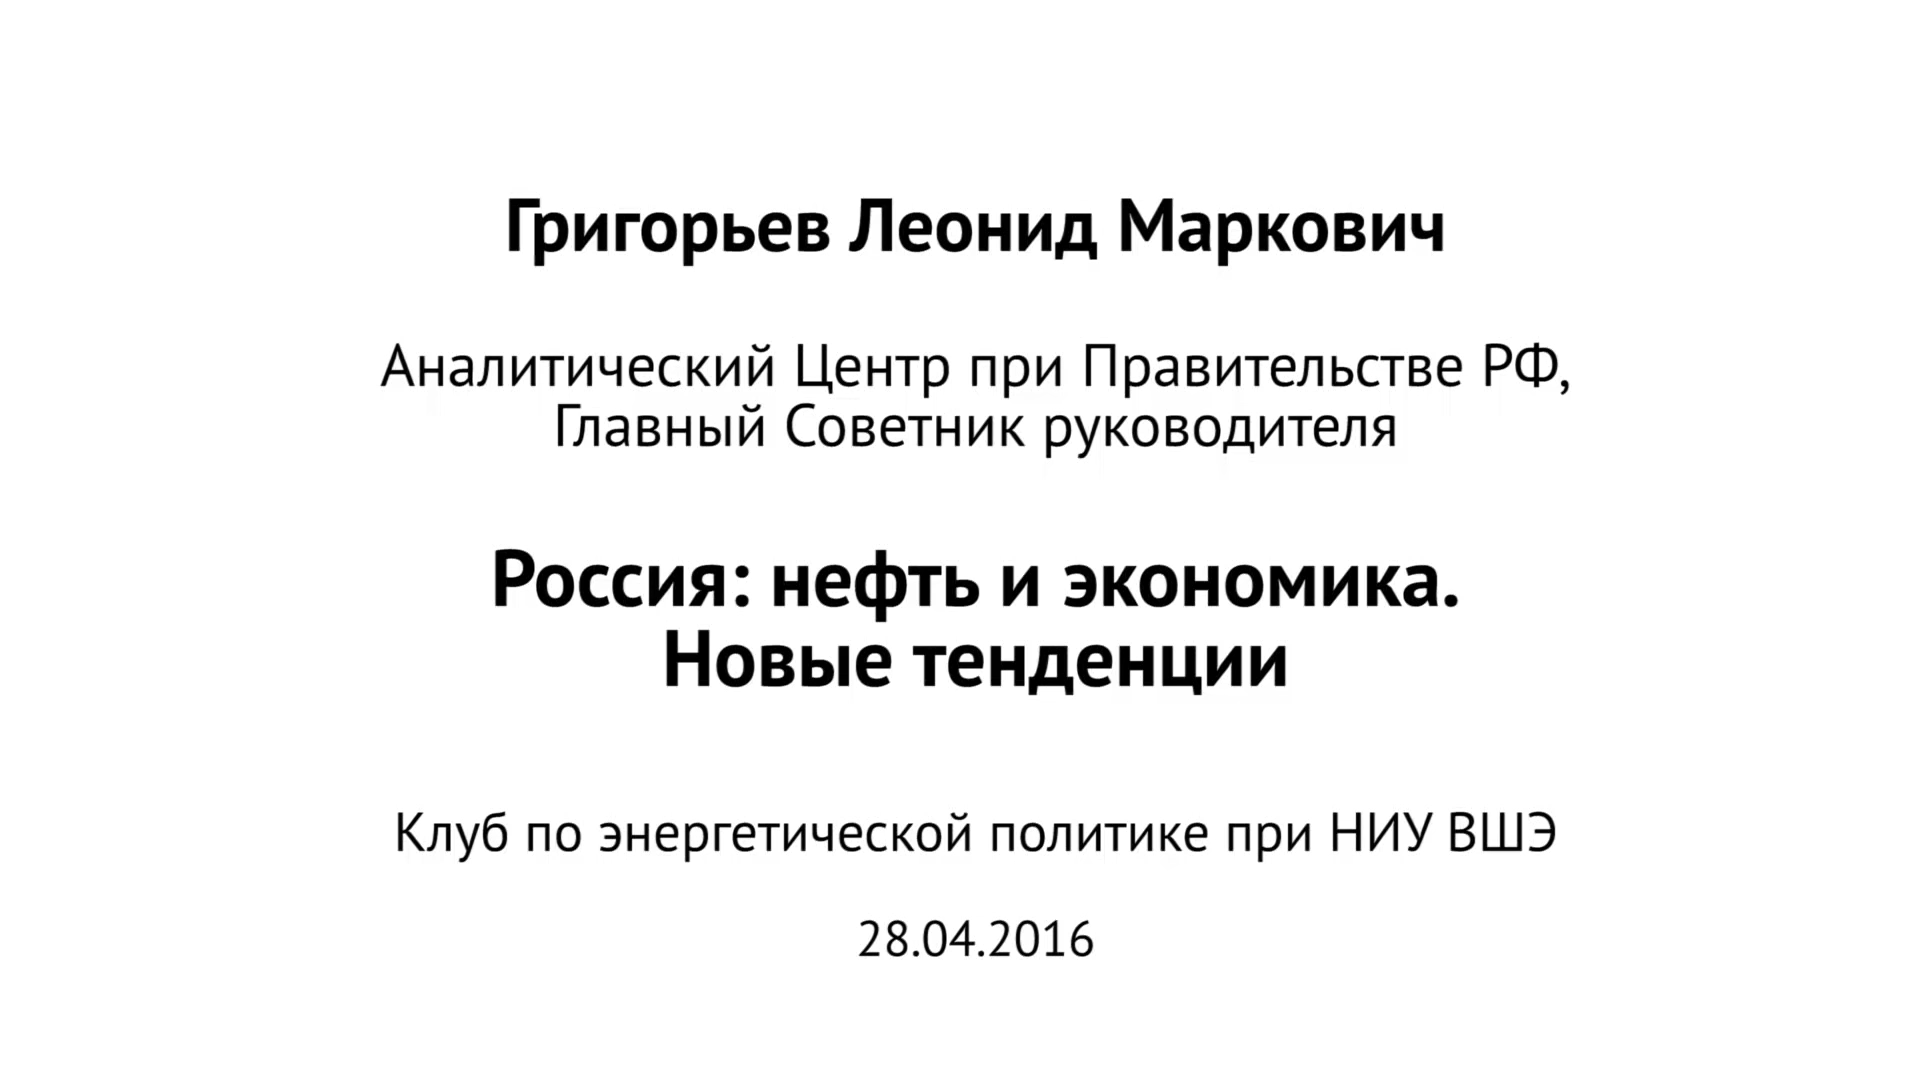 Григорьев Леонид Маркович
Аналитический Центр при Правительстве РФ,
Главный Советник руководителя
Россия: нефть и экономика.
Новые тенденции
Клуб по энергетической политике при НИУ ВШЭ
28.04.2016